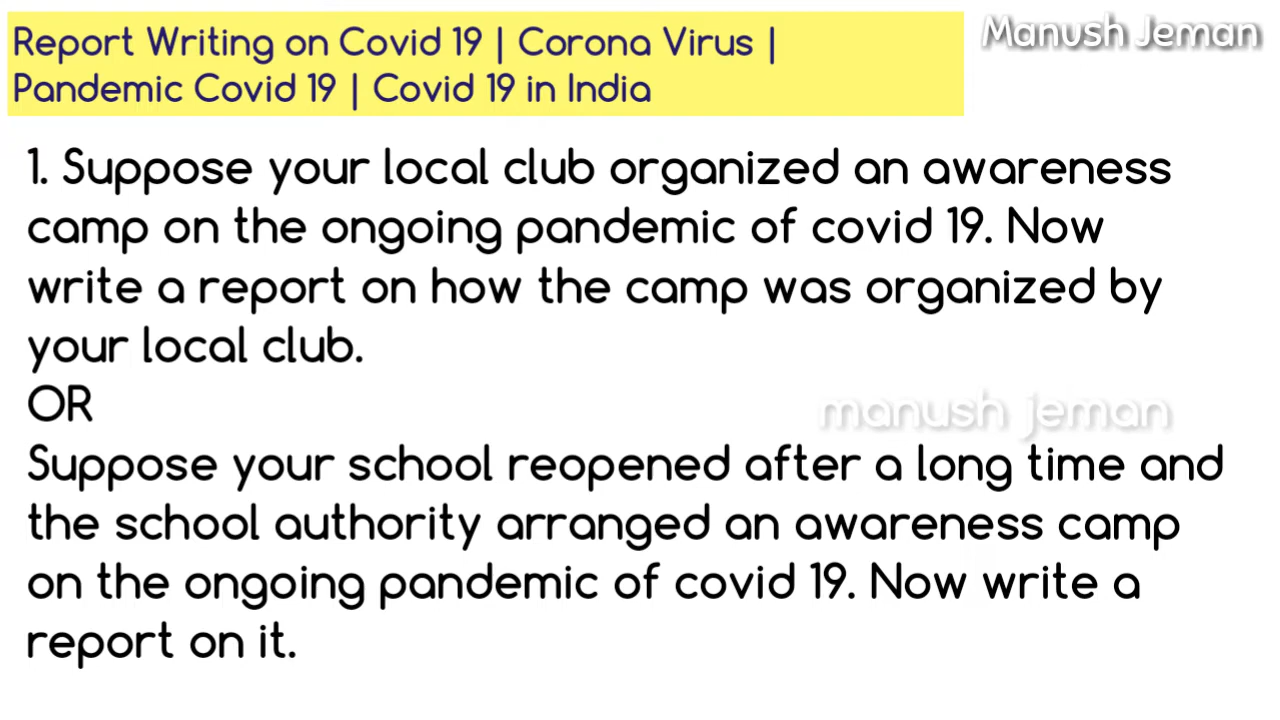 Report Writing on Covid 19 | Corona Virus |
Pandemic Covid 19 | Covid 19 in India
Manush Jeman
1. Suppose your local club organized an awareness
camp on the ongoing pandemic of covid 19. Now
write a report on how the camp was organized by
your local club.
OR
manush jeman
Suppose your school reopened after a long time and
the school authority arranged an awareness camp
on the ongoing pandemic of covid 19. Now write a
report on it.